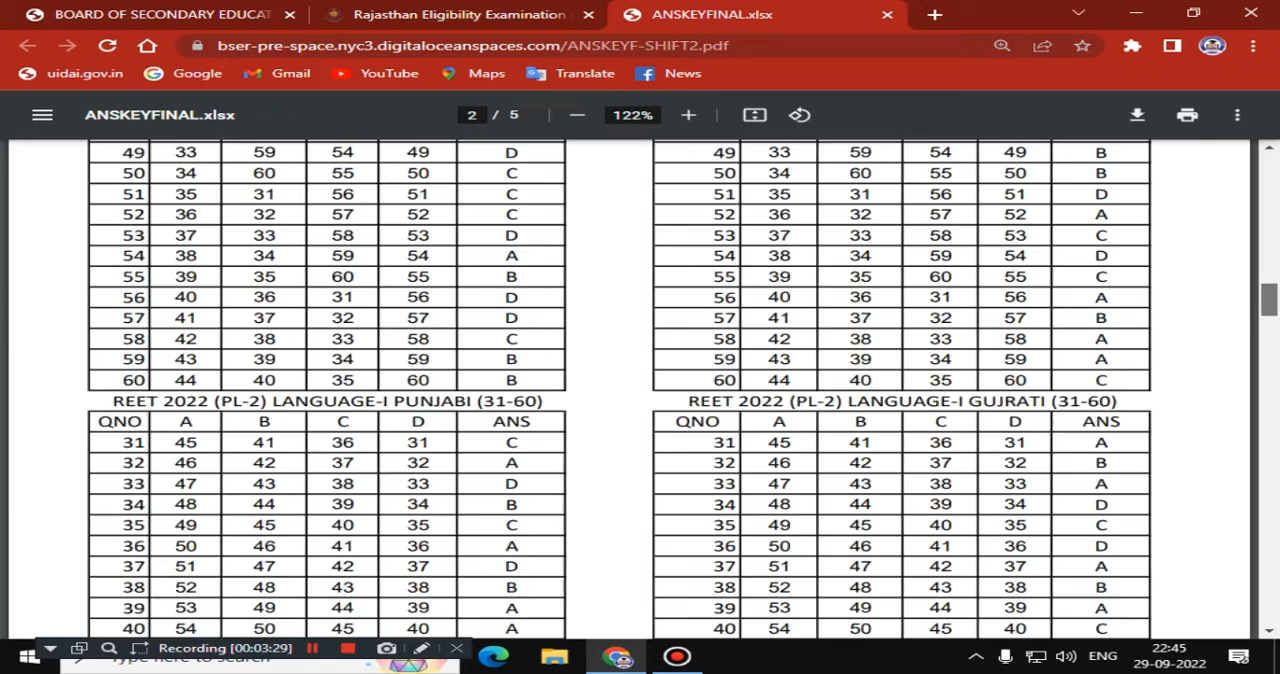 BOARD OF SECONDARY EDUCAT
Rajasthan Eligibility Examination
ANSKEYFINAL.xlsx
bser-pre-space.nyc3.digitaloceanspaces.com/ANSKEYF-SHIFT2.pdf
uidai.gov.in Google Gmail YouTube Maps Translate News
ANSKEYFINAL.xlsx 2 / 5 122%
49 33 59 54 49 D 49 33 59 54 49 B
50 34 60 55 50 C 50 34 60 55 50 B
51 35 31 56 51 C 51 35 31 56 51 D
52 36 32 57 52 C 52 36 32 57 52 A
53 37 33 58 53 D 53 37 33 58 53 C
54 38 34 59 54 A 54 38 34 59 54 D
55 39 35 60 55 B 55 39 35 60 55 C
56 40 36 31 56 D 56 40 36 31 56 A
57 41 37 32 57 D 57 41 37 32 57 B
58 42 38 33 58 C 58 42 38 33 58 A
59 43 39 34 59 B 59 43 39 34 59 A
60 44 40 35 60 B 60 44 40 35 60 C
REET 2022 (PL-2) LANGUAGE-I PUNJABI (31-60) REET 2022 (PL-2) LANGUAGE-I GUJRATI (31-60)
QNO A B C D ANS QNO A B C D ANS
31 45 41 36 31 C 31 45 41 36 31 A
32 46 42 37 32 A 32 46 42 37 32 B
33 47 43 38 33 D 33 47 43 38 33 A
34 48 44 39 34 B 34 48 44 39 34 D
35 49 45 40 35 C 35 49 45 40 35 C
36 50 46 41 36 A 36 50 46 41 36 D
37 51 47 42 37 D 37 51 47 42 37 A
38 52 48 43 38 B 38 52 48 43 38 B
39 53 49 44 39 A 39 53 49 44 39 A
40 54 50 45 40 A 40 54 50 45 40 C
Recording [00:03:29]
Type here to search
ENG
22:45
29-09-2022